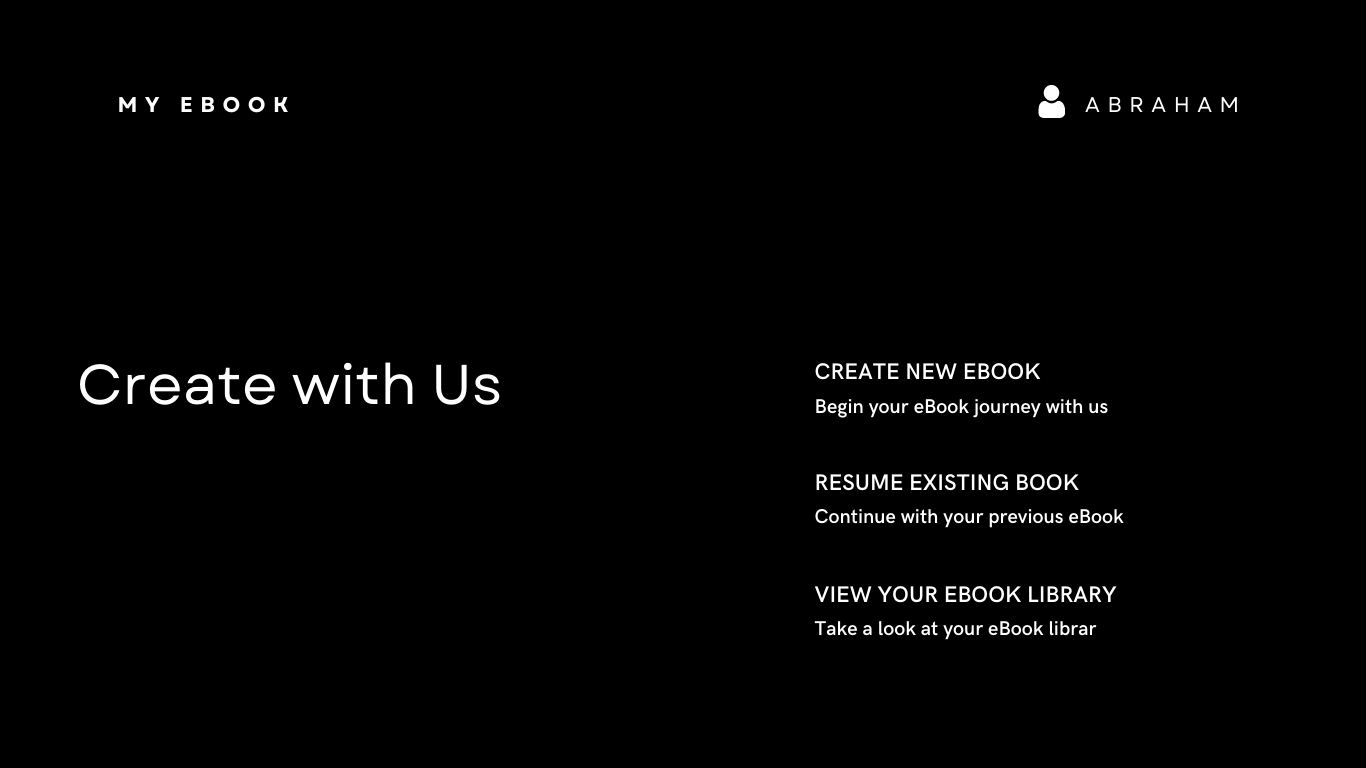 MY EBOOK
ABRAHAM
Create with Us
CREATE NEW EBOOK
Begin your eBook journey with us
RESUME EXISTING BOOK
Continue with your previous eBook
VIEW YOUR EBOOK LIBRARY
Take a look at your eBook librar